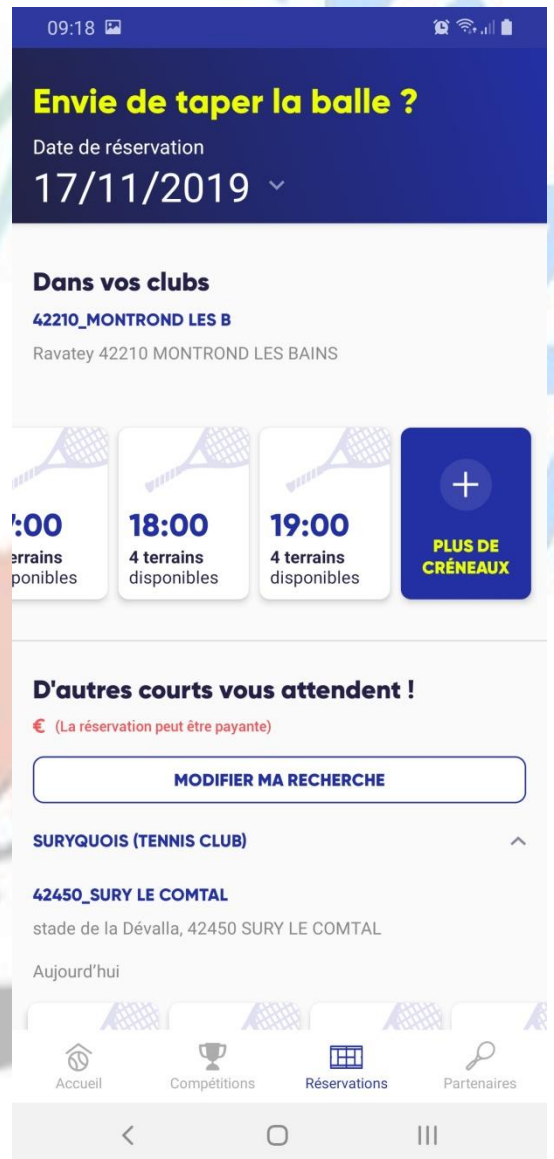 09:18
Envie de taper la balle ?
Date de réservation
17/11/2019
Dans vos clubs
42210_MONTROND LES B
Ravatey 42210 MONTROND LES BAINS
:00 18:00 19:00
errains 4 terrains 4 terrains
ponibles disponibles disponibles
PLUS DE
CRÉNEAUX
D'autres courts vous attendent !
€ (La réservation peut être payante)
MODIFIER MA RECHERCHE
SURYQUOIS (TENNIS CLUB)
42450_SURY LE COMTAL
stade de la Dévalla, 42450 SURY LE COMTAL
Aujourd'hui
Accueil Compétitions Réservations Partenaires